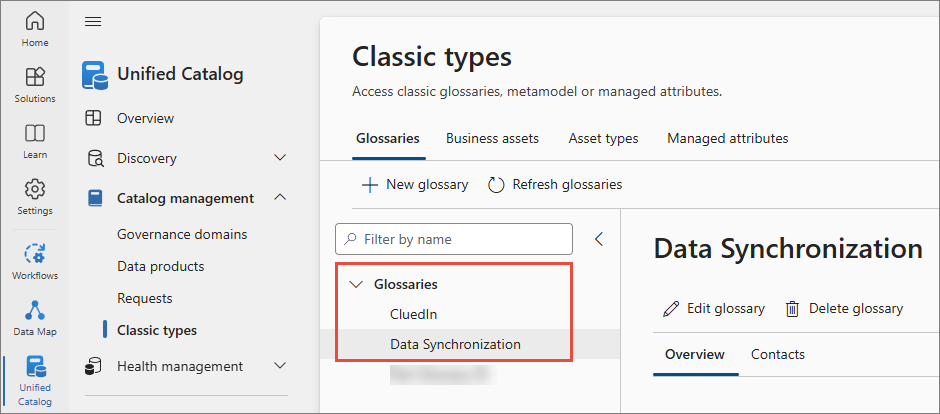 Home
Solutions
Learn
Settings
Workflows
Data Map
Unified
Catalog
Unified Catalog
Overview
Discovery
Catalog management
Governance domains
Data products
Requests
Classic types
Health management
Classic types
Access classic glossaries, metamodel or managed attributes.
Glossaries Business assets Asset types Managed attributes
New glossary Refresh glossaries
Filter by name
Glossaries
CluedIn
Data Synchronization
Data Synchronization
Edit glossary Delete glossary
Overview Contacts